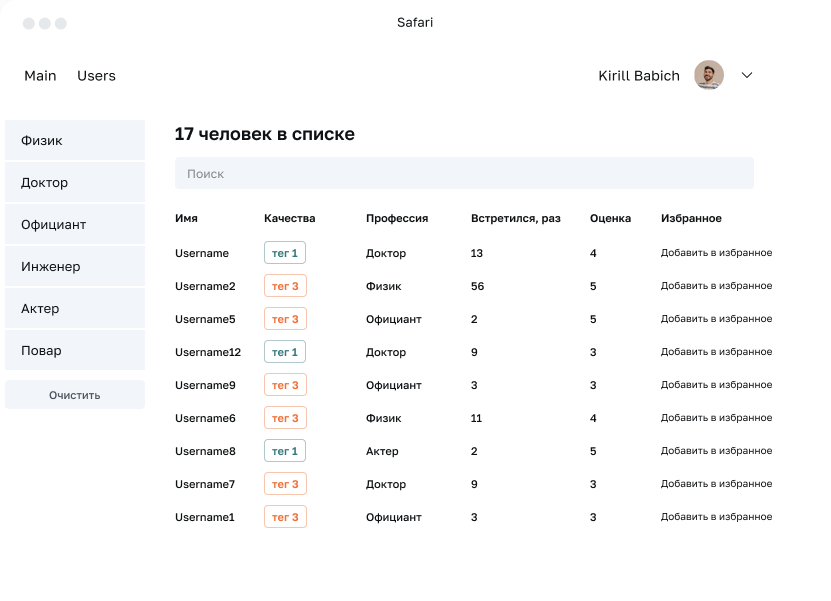 Safari
Main Users Kirill Babich
Физик
Доктор
Официант
Инженер
Актер
Повар
Очистить
17 человек в списке
Поиск
Имя Качества Профессия Встретился, раз Оценка Избранное
Username тег 1 Доктор 13 4 Добавить в избранное
Username2 тег 3 Физик 56 5 Добавить в избранное
Username5 тег 3 Официант 2 5 Добавить в избранное
Username12 тег 1 Доктор 9 3 Добавить в избранное
Username9 тег 3 Официант 3 3 Добавить в избранное
Username6 тег 3 Физик 11 4 Добавить в избранное
Username8 тег 1 Актер 2 5 Добавить в избранное
Username7 тег 3 Доктор 9 3 Добавить в избранное
Username1 тег 3 Официант 3 3 Добавить в избранное